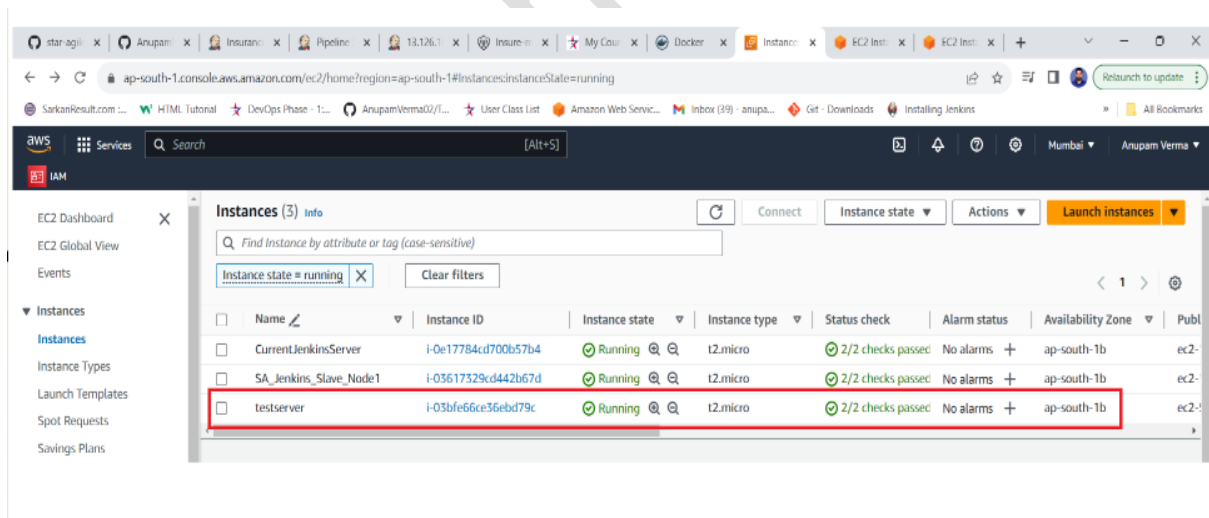 star-agil Anupam Insuranc Pipeline 13.126.1 Insure-m My Cour Docker Instance EC2 Inst EC2 Inst
ap-south-1.console.aws.amazon.com/ec2/home?region=ap-south-1#Instances:instanceState=running Relaunch to update
SarkariResult.com :... HTML Tutorial DevOps Phase - 1:... AnupamVerma02/T... User Class List Amazon Web Servic... Inbox (39) - anupa... Git - Downloads Installing Jenkins » All Bookmarks
aws Services Search [Alt+S] Mumbai Anupam Verma
IAM
EC2 Dashboard
EC2 Global View
Events
Instances
Instances
Instance Types
Launch Templates
Spot Requests
Savings Plans
Instances (3) Info Connect Instance state Actions Launch instances
Find Instance by attribute or tag (case-sensitive)
Instance state = running Clear filters
1
Name Instance ID Instance state Instance type Status check Alarm status Availability Zone Publ
CurrentJenkinsServer i-0e17784cd700b57b4 Running t2.micro 2/2 checks passed No alarms ap-south-1b ec2-
SA_Jenkins_Slave_Node1 i-03617329cd442b67d Running t2.micro 2/2 checks passed No alarms ap-south-1b ec2-
testserver i-03bfe66ce36ebd79c Running t2.micro 2/2 checks passed No alarms ap-south-1b ec2-